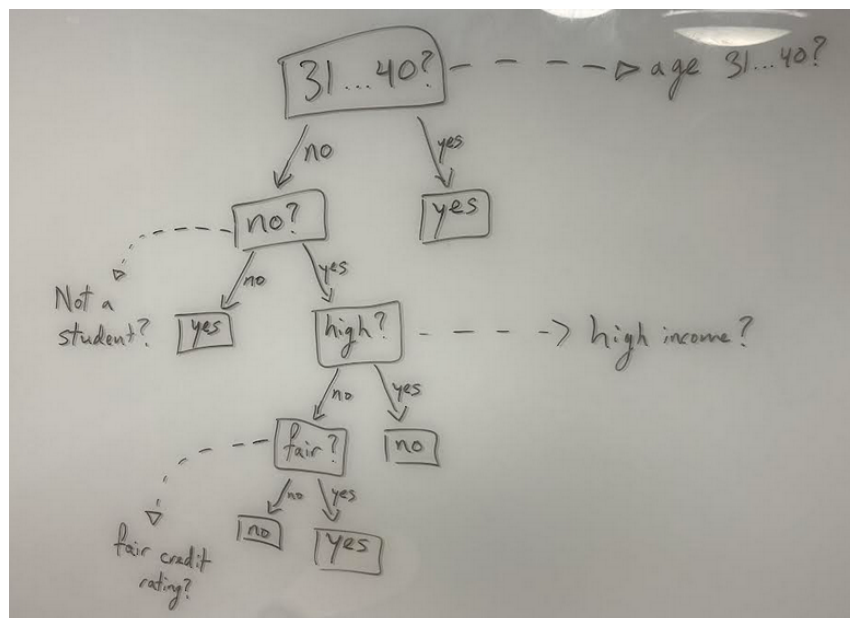 31...40?
age 31...40?
no
yes
no?
yes
no
yes
Not a
student?
yes
high?
high income?
no
yes
fair?
no
no
yes
no
yes
fair credit
rating?